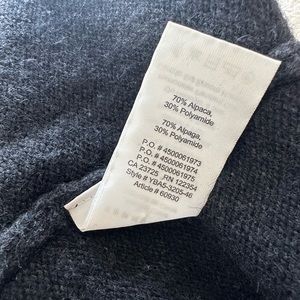 70% Alpaca,
30% Polyamide
70% Alpaga,
30% Polyamide
P.O. # 4500061973
P.O. # 4500061974
P.O. # 4500061975
CA 23725 , RN 122354
Style # YBA5-3205-46
Article # 60930